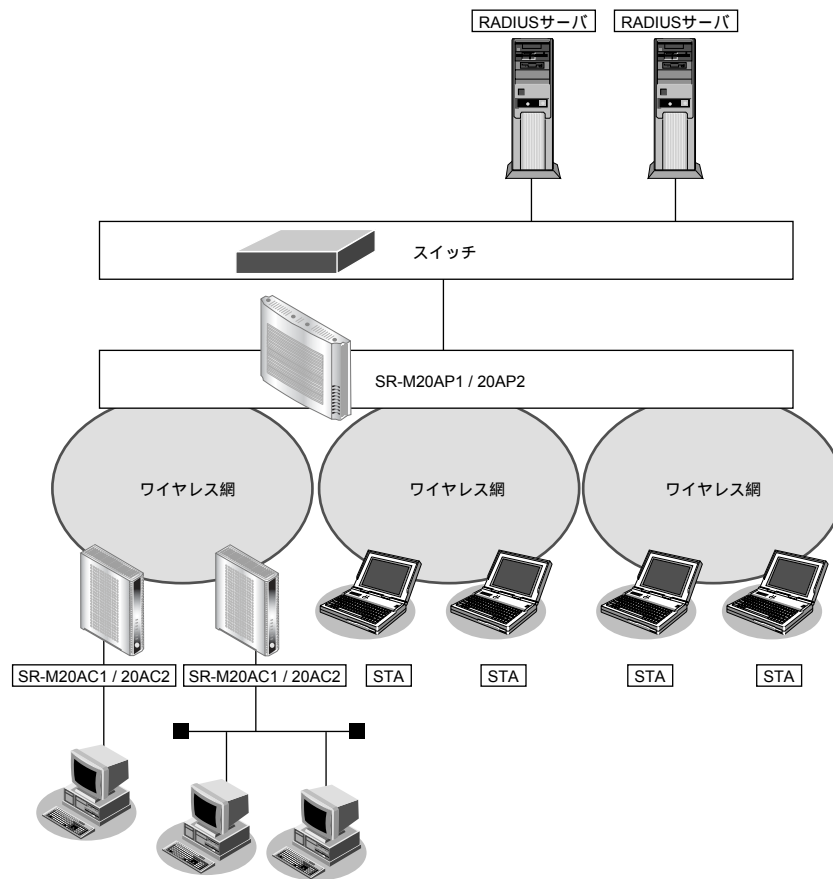 RADIUSサーバ
RADIUSサーバ
スイッチ
SR-M20AP1 / 20AP2
ワイヤレス網
ワイヤレス網
ワイヤレス網
SR-M20AC1 / 20AC2
SR-M20AC1 / 20AC2
STA
STA
STA
STA